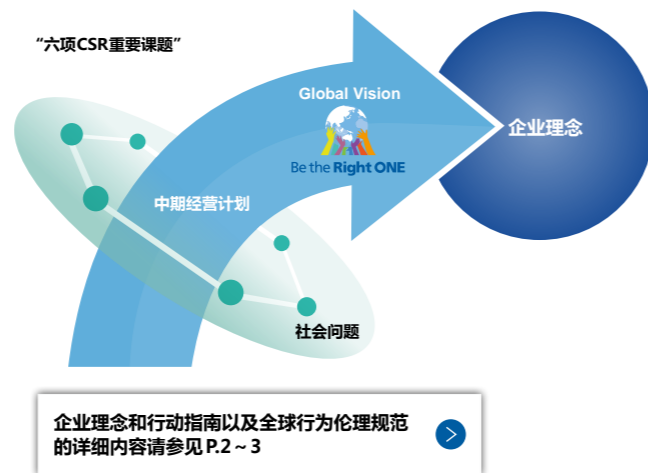 “六项CSR重要课题”
Global Vision
Be the Right ONE
企业理念
中期经营计划
社会问题
企业理念和行动指南以及全球行为伦理规范
的详细内容请参见 P.2～3